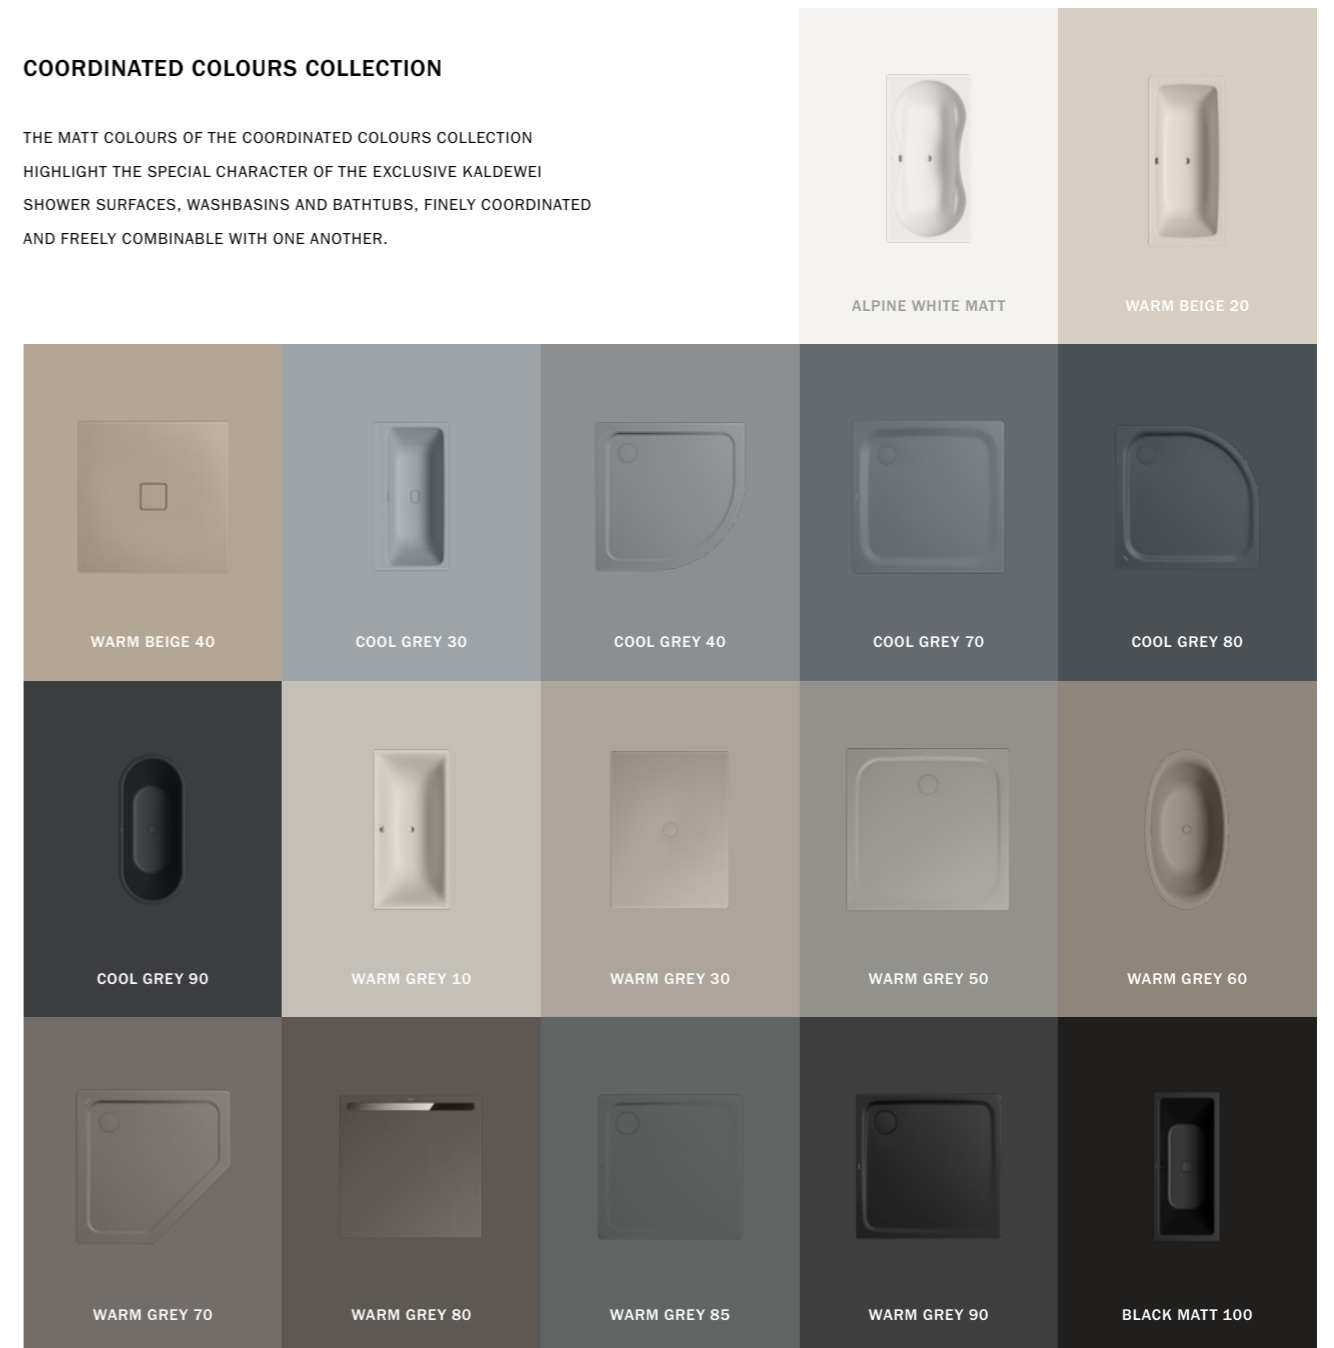 COORDINATED COLOURS COLLECTION
THE MATT COLOURS OF THE COORDINATED COLOURS COLLECTION
HIGHLIGHT THE SPECIAL CHARACTER OF THE EXCLUSIVE KALDEWEI
SHOWER SURFACES, WASHBASINS AND BATHTUBS, FINELY COORDINATED
AND FREELY COMBINABLE WITH ONE ANOTHER.
ALPINE WHITE MATT
WARM BEIGE 20
WARM BEIGE 40
COOL GREY 30
COOL GREY 40
COOL GREY 70
COOL GREY 80
COOL GREY 90
WARM GREY 10
WARM GREY 30
WARM GREY 50
WARM GREY 60
WARM GREY 70
WARM GREY 80
WARM GREY 85
WARM GREY 90
BLACK MATT 100